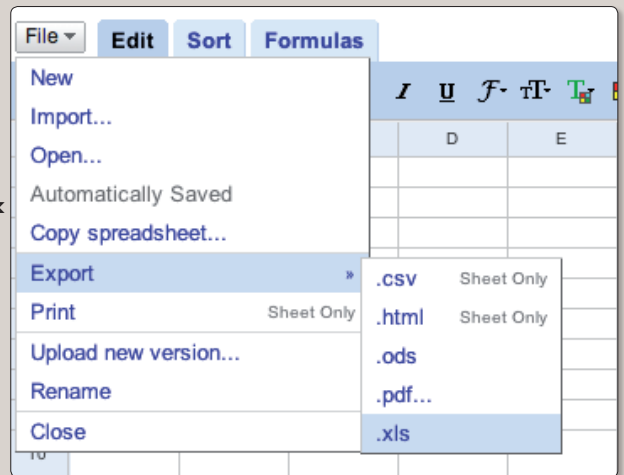 File Edit Sort Formulas
New
I U F T T
D E
Import...
Open...
Automatically Saved
Copy spreadsheet...
Export »
.csv Sheet Only
Print Sheet Only
.html Sheet Only
Upload new version...
.ods
Rename
.pdf...
Close
.xls
10